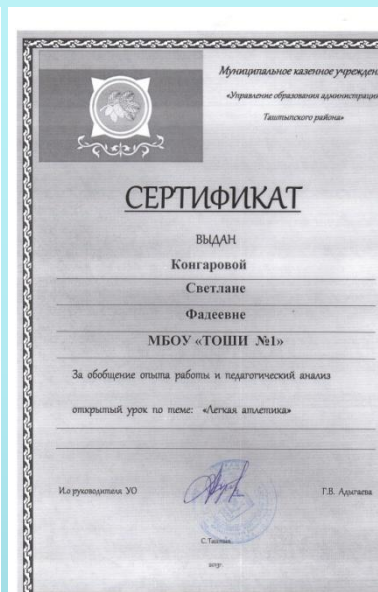 Муниципальное казенное учрежден
«Управление образования администраци
Таштыпского района»
СЕРТИФИКАТ
ВЫДАН
Конгаровой
Светлане
Фадеевне
МБОУ «ТОШИ №1»
За обобщение опыта работы и педагогический анализ
открытый урок по теме: «Легкая атлетика»
И.о руководителя УО
Г.В. Адыгаева
С. Таштып,